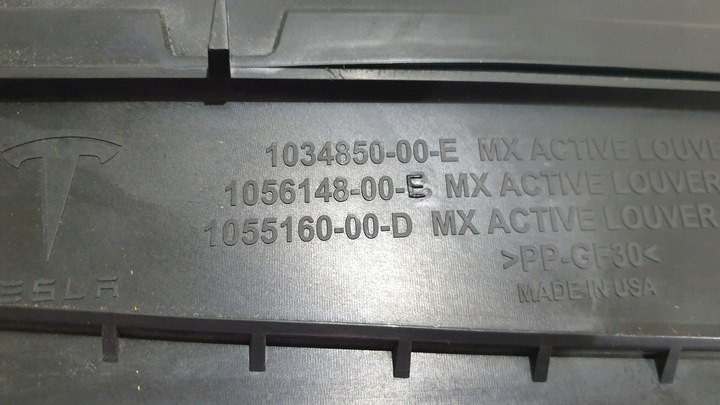 1034850-00-E MX ACTIVE LOUVER
1056148-00-E MX ACTIVE LOUVER
1055160-00-D MX ACTIVE LOUVER
>PP-GF30<
MADE IN USA
ESLA